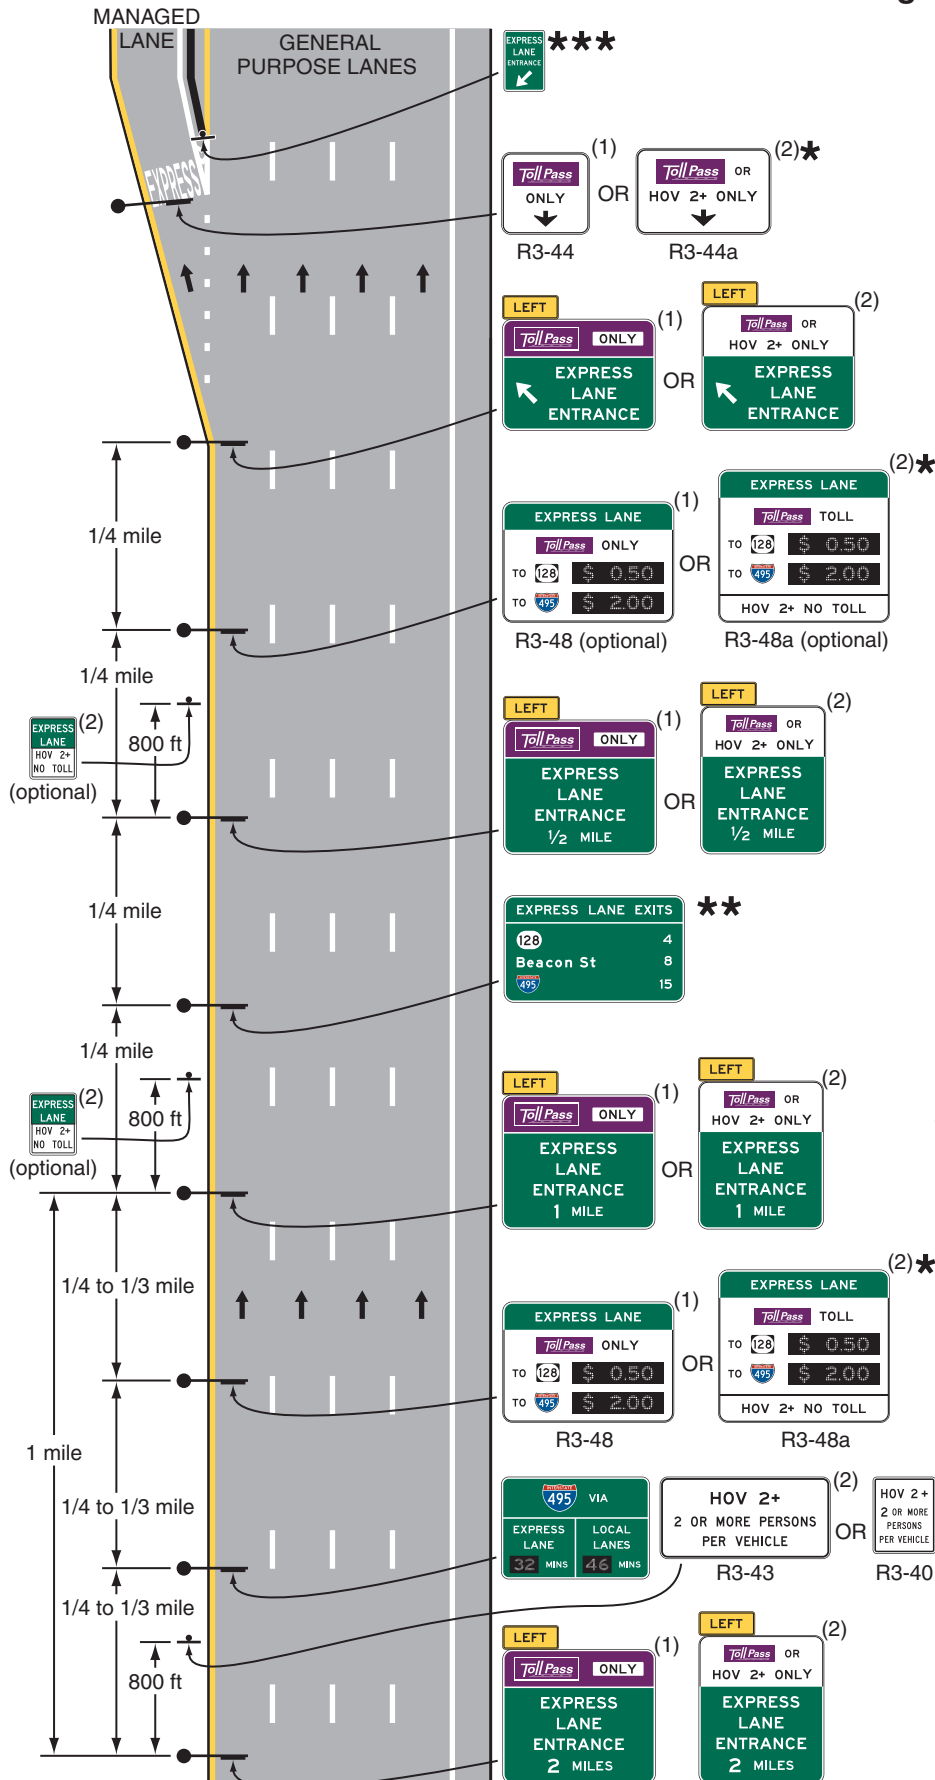 g
MANAGED
LANE
GENERAL
PURPOSE LANES
EXPRESS
LANE
ENTRANCE
★★★
EXPRESS
Toll Pass
ONLY
(1)
OR
Toll Pass OR
HOV 2+ ONLY
(2)★
R3-44
R3-44a
LEFT
Toll Pass ONLY
EXPRESS
LANE
ENTRANCE
(1)
OR
LEFT
Toll Pass OR
HOV 2+ ONLY
EXPRESS
LANE
ENTRANCE
(2)
1/4 mile
EXPRESS LANE
Toll Pass ONLY
TO 128 $ 0.50
TO 495 $ 2.00
(1)
OR
EXPRESS LANE
Toll Pass TOLL
TO 128 $ 0.50
TO 495 $ 2.00
HOV 2+ NO TOLL
(2)★
R3-48 (optional)
R3-48a (optional)
1/4 mile
EXPRESS
LANE
HOV 2+
NO TOLL
(2)
(optional)
800 ft
LEFT
Toll Pass ONLY
EXPRESS
LANE
ENTRANCE
1/2 MILE
(1)
OR
LEFT
Toll Pass OR
HOV 2+ ONLY
EXPRESS
LANE
ENTRANCE
1/2 MILE
(2)
1/4 mile
EXPRESS LANE EXITS
128 4
Beacon St 8
495 15
★★
1/4 mile
EXPRESS
LANE
HOV 2+
NO TOLL
(2)
(optional)
800 ft
LEFT
Toll Pass ONLY
EXPRESS
LANE
ENTRANCE
1 MILE
(1)
OR
LEFT
Toll Pass OR
HOV 2+ ONLY
EXPRESS
LANE
ENTRANCE
1 MILE
(2)
1/4 to 1/3 mile
EXPRESS LANE
Toll Pass ONLY
TO 128 $ 0.50
TO 495 $ 2.00
(1)
OR
EXPRESS LANE
Toll Pass TOLL
TO 128 $ 0.50
TO 495 $ 2.00
HOV 2+ NO TOLL
(2)★
R3-48
R3-48a
1 mile
1/4 to 1/3 mile
INTERSTATE
495 VIA
EXPRESS
LANE
32 MINS
LOCAL
LANES
46 MINS
HOV 2+
2 OR MORE PERSONS
PER VEHICLE
(2)
OR
HOV 2+
2 OR MORE
PERSONS
PER VEHICLE
R3-43
R3-40
1/4 to 1/3 mile
800 ft
LEFT
Toll Pass ONLY
EXPRESS
LANE
ENTRANCE
2 MILES
(1)
LEFT
Toll Pass OR
HOV 2+ ONLY
EXPRESS
LANE
ENTRANCE
2 MILES
(2)